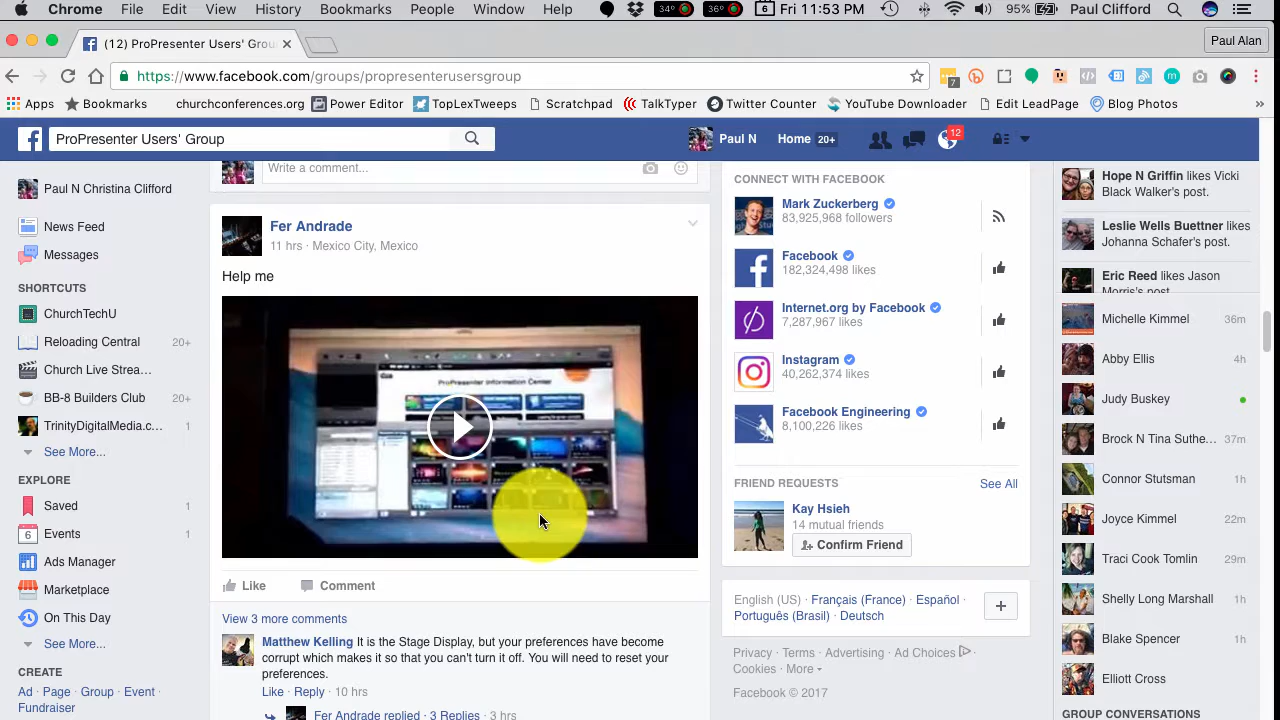 Chrome File Edit View History Bookmarks People Window Help 34° 36° 6 Fri 11:53 PM 95% Paul Clifford
(12) ProPresenter Users' Grou
Paul Alan
https://www.facebook.com/groups/propresenterusersgroup
7
Apps Bookmarks churchconferences.org Power Editor TopLexTweeps Scratchpad TalkTyper Twitter Counter YouTube Downloader Edit LeadPage Blog Photos »
ProPresenter Users' Group
Paul N Home 20+ 12
Paul N Christina Clifford
News Feed
Messages
SHORTCUTS
ChurchTechU
Reloading Central 20+
Church Live Strea...
BB-8 Builders Club 20+
TrinityDigitalMedia.c... 1
See More...
EXPLORE
Saved 1
6 Events 1
Ads Manager
Marketplace
On This Day
See More...
CREATE
Ad · Page · Group · Event ·
Fundraiser
Write a comment...
Fer Andrade
11 hrs · Mexico City, Mexico
Help me
ProPresenter Information Center
Like Comment
View 3 more comments
Matthew Kelling It is the Stage Display, but your preferences have become
corrupt which makes it so that you can't turn it off. You will need to reset your
preferences.
Like · Reply · 10 hrs
Fer Andrade replied · 3 Replies · 3 hrs
CONNECT WITH FACEBOOK
Mark Zuckerberg
83,925,968 followers
Facebook
182,324,498 likes
Internet.org by Facebook
7,287,967 likes
Instagram
40,262,374 likes
Facebook Engineering
8,100,226 likes
FRIEND REQUESTS See All
Kay Hsieh
14 mutual friends
Confirm Friend
English (US) · Français (France) · Español ·
Português (Brasil) · Deutsch
Privacy · Terms · Advertising · Ad Choices ·
Cookies · More
Facebook © 2017
Hope N Griffin likes Vicki
Black Walker's post.
Leslie Wells Buettner likes
Johanna Schafer's post.
Eric Reed likes Jason
Morris's post
Michelle Kimmel 36m
Abby Ellis 4h
Judy Buskey
Brock N Tina Suthe... 37m
Connor Stutsman 1h
Joyce Kimmel 22m
Traci Cook Tomlin 29m
Shelly Long Marshall 1h
Blake Spencer 1h
Elliott Cross
GROUP CONVERSATIONS